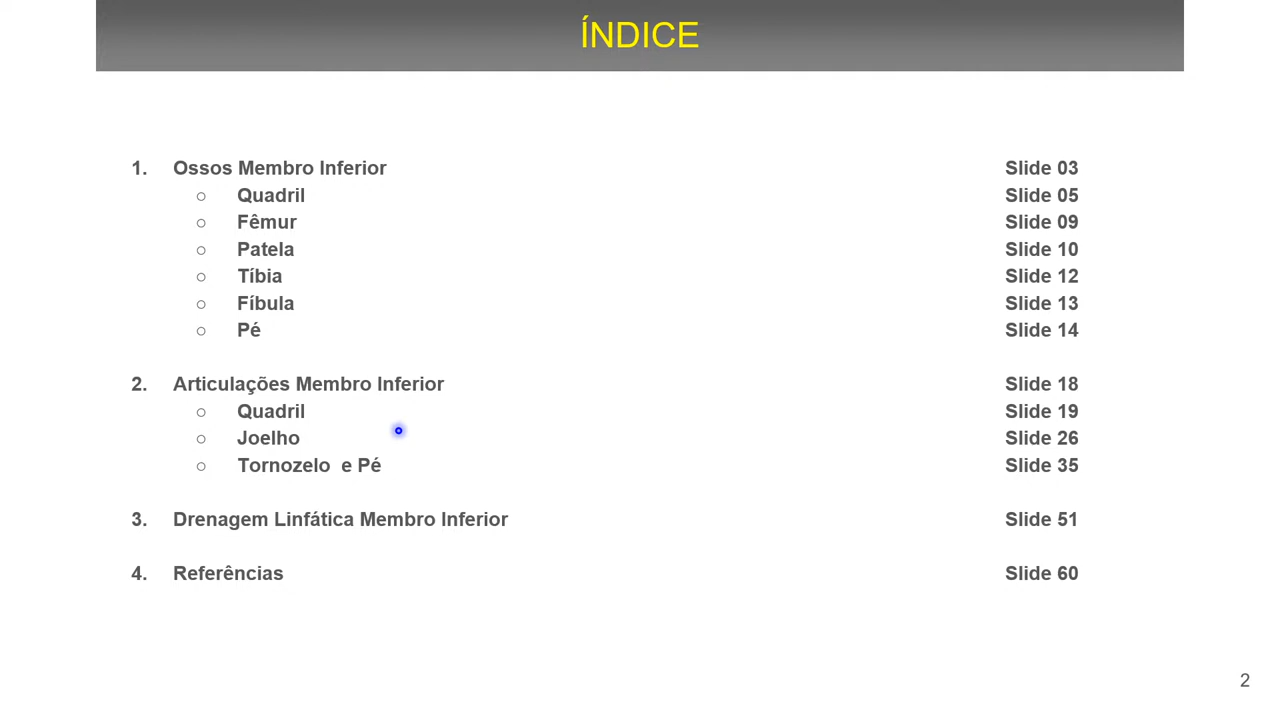 ÍNDICE
1. Ossos Membro Inferior Slide 03
○ Quadril Slide 05
○ Fêmur Slide 09
○ Patela Slide 10
○ Tíbia Slide 12
○ Fíbula Slide 13
○ Pé Slide 14
2. Articulações Membro Inferior Slide 18
○ Quadril Slide 19
○ Joelho Slide 26
○ Tornozelo e Pé Slide 35
3. Drenagem Linfática Membro Inferior Slide 51
4. Referências Slide 60
2